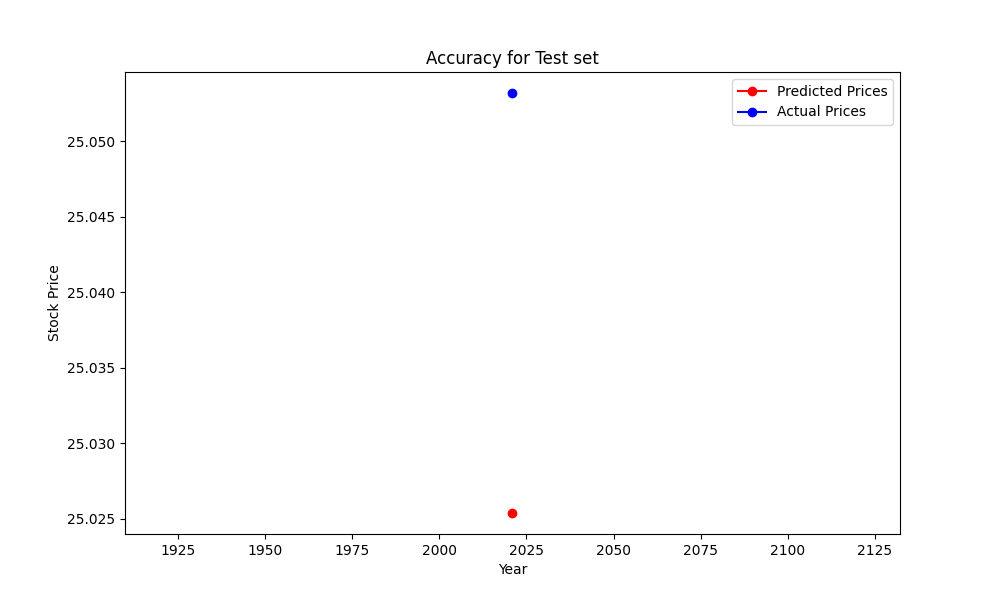 Accuracy for Test set
Predicted Prices
Actual Prices
25.050
25.045
25.040
25.035
25.030
25.025
Stock Price
1925 1950 1975 2000 2025 2050 2075 2100 2125
Year